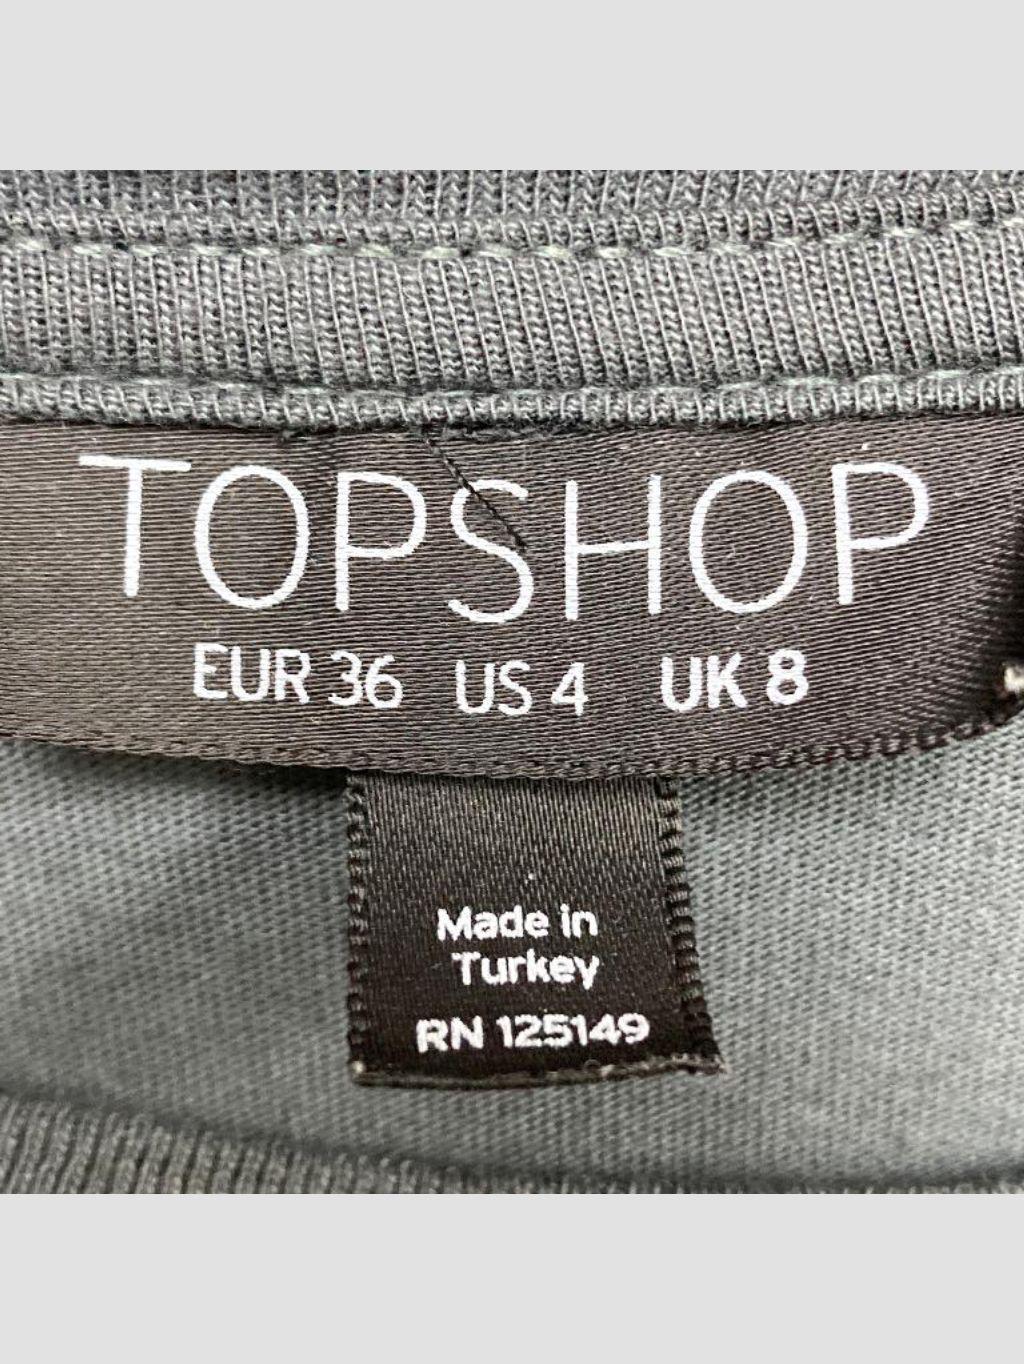 TOPSHOP
EUR 36 US 4 UK 8
Made in
Turkey
RN 125149